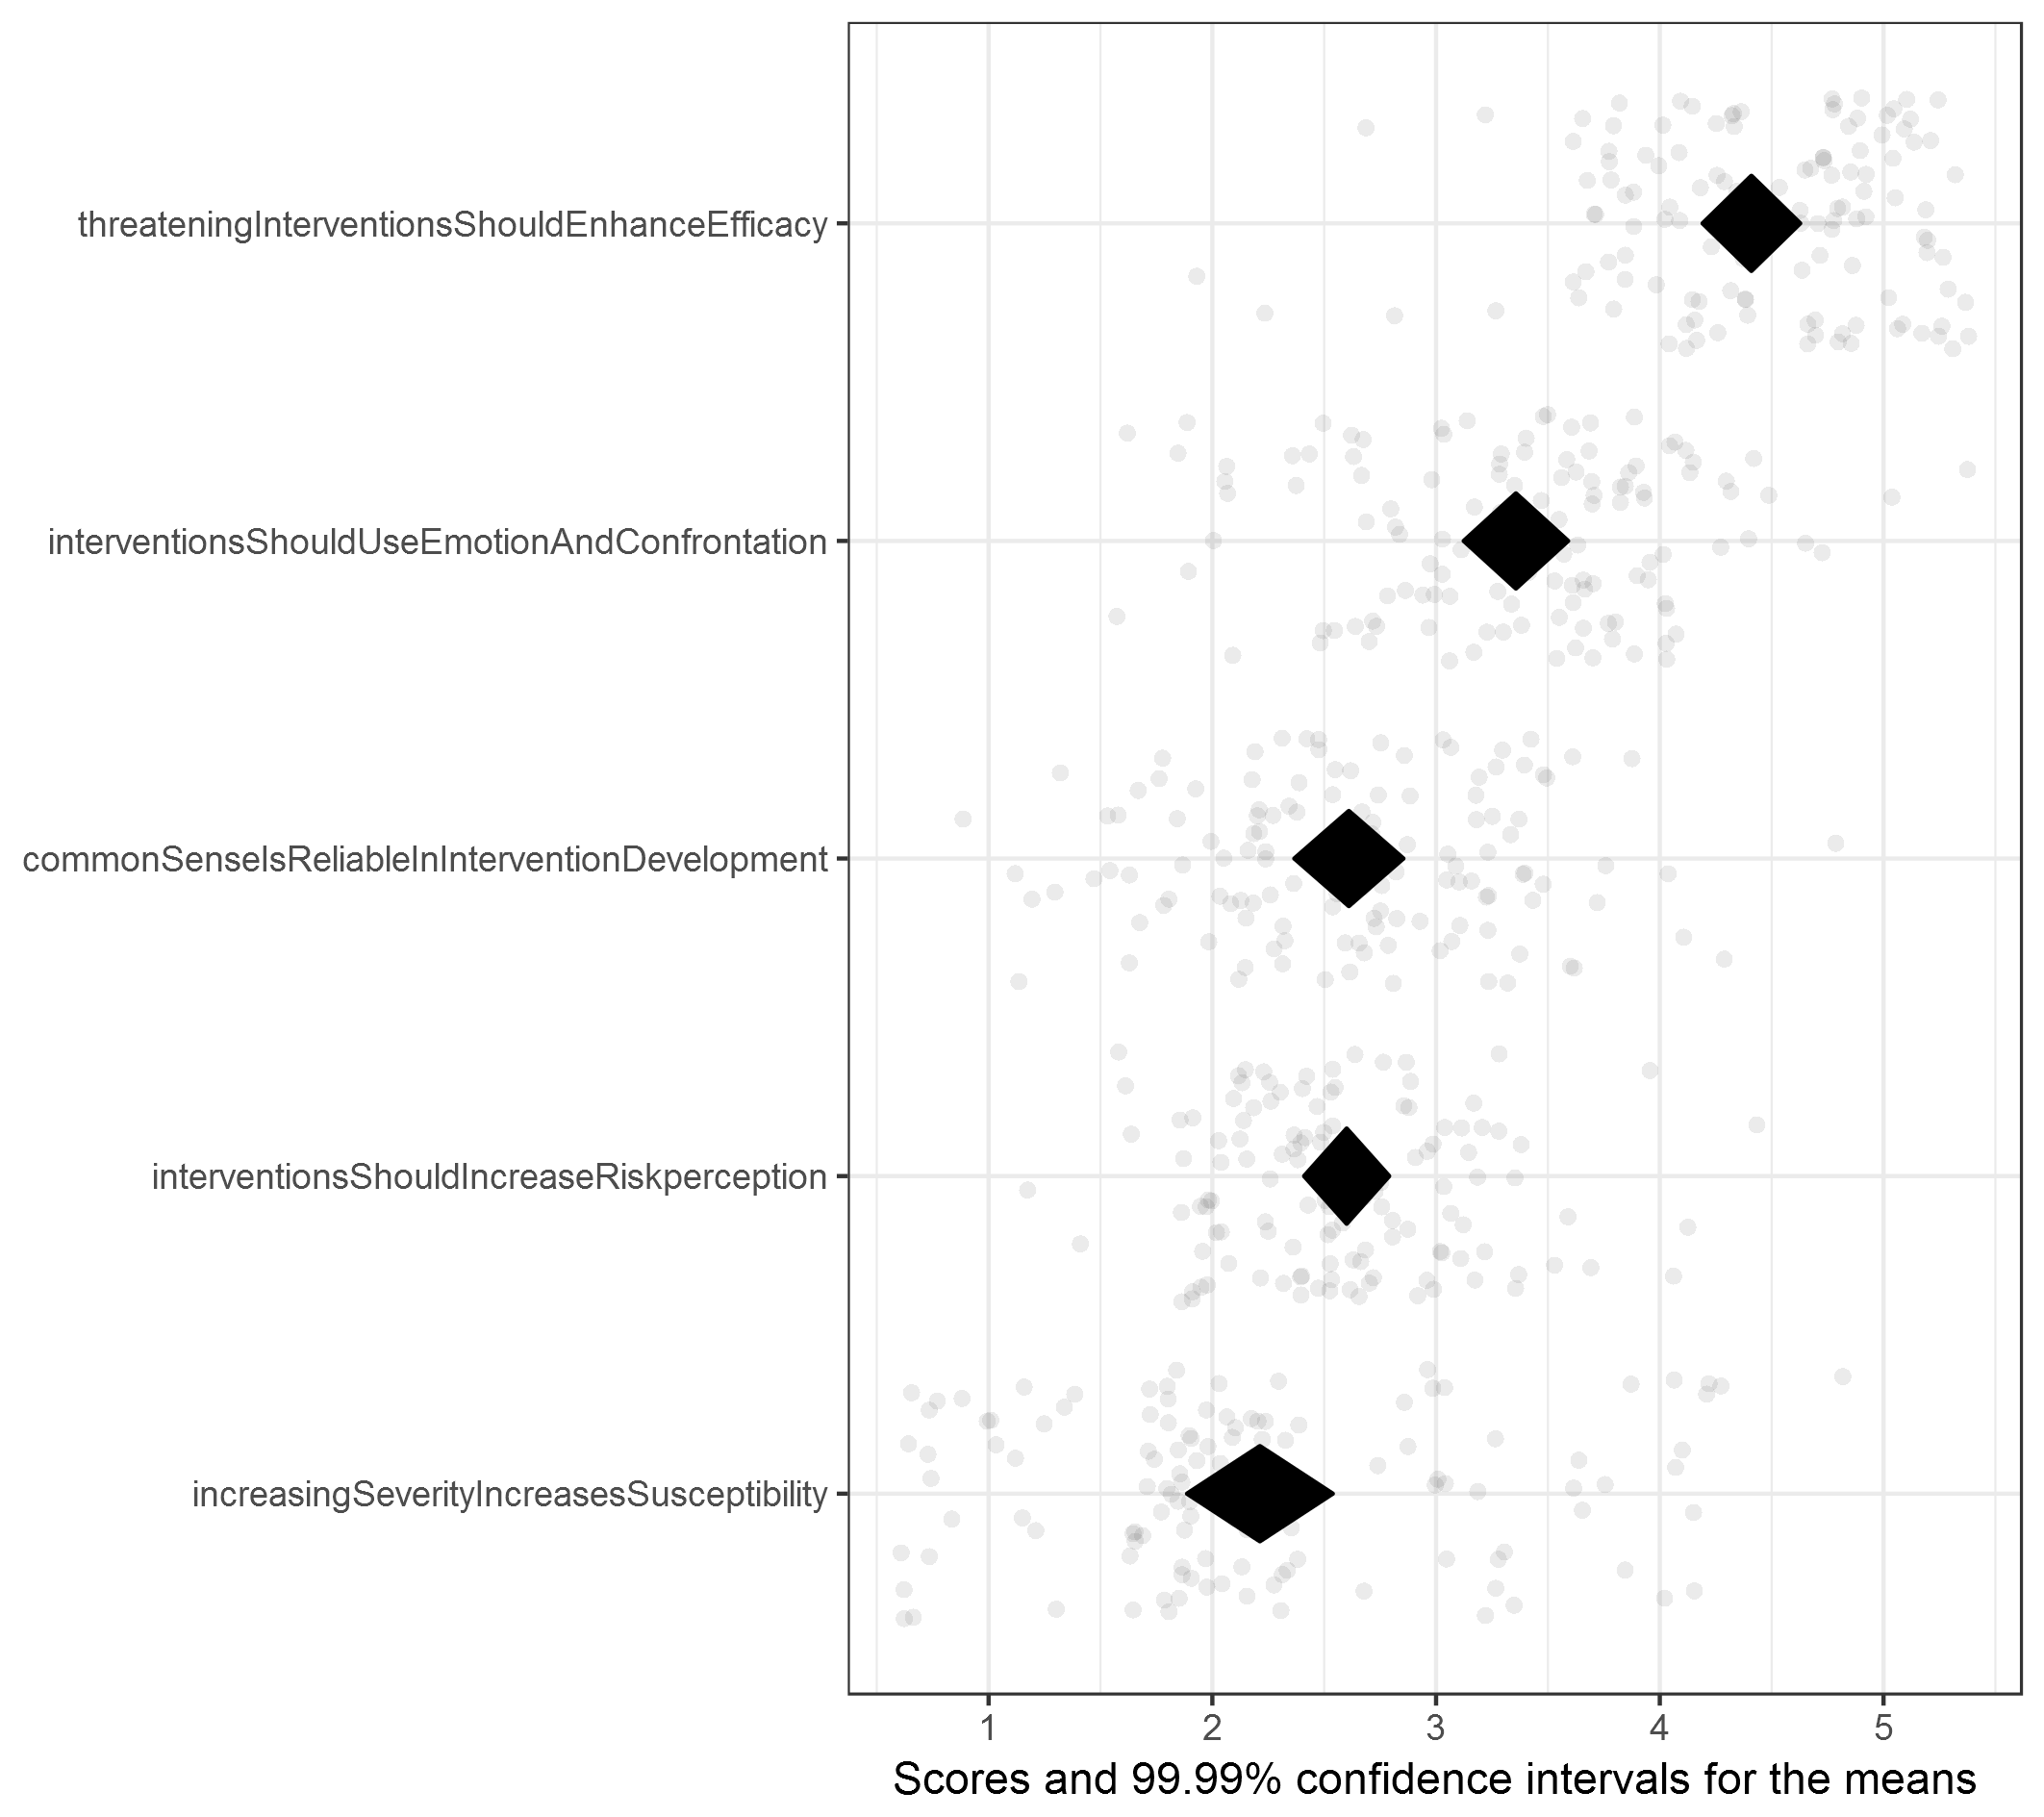 threateningInterventionsShouldEnhanceEfficacy
interventionsShouldUseEmotionAndConfrontation
commonSenseIsReliableInInterventionDevelopment
interventionsShouldIncreaseRiskperception
increasingSeverityIncreasesSusceptibility
1 2 3 4 5
Scores and 99.99% confidence intervals for the means